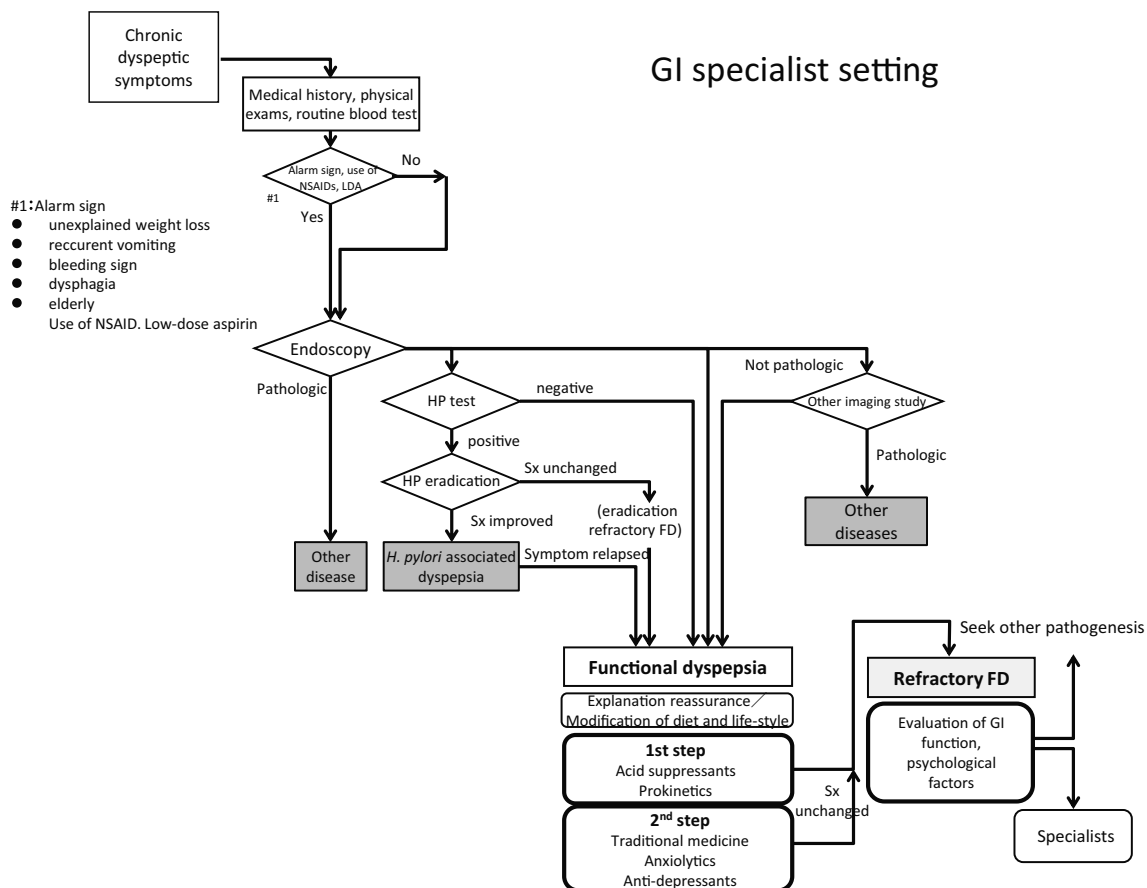 GI specialist setting
Chronic
dyspeptic
symptoms
Medical history, physical
exams, routine blood test
Alarm sign, use of
NSAIDs, LDA
#1
No
Yes
#1:Alarm sign
● unexplained weight loss
● reccurent vomiting
● bleeding sign
● dysphagia
● elderly
Use of NSAID. Low-dose aspirin
Endoscopy
Pathologic
Not pathologic
HP test
negative
Other imaging study
positive
Pathologic
HP eradication
Sx unchanged
Sx improved
(eradication
refractory FD)
Other
diseases
Other
disease
H. pylori associated
dyspepsia
Symptom relapsed
Functional dyspepsia
Explanation reassurance/
Modification of diet and life-style
1st step
Acid suppressants
Prokinetics
2nd step
Traditional medicine
Anxiolytics
Anti-depressants
Sx
unchanged
Seek other pathogenesis
Refractory FD
Evaluation of GI
function,
psychological
factors
Specialists